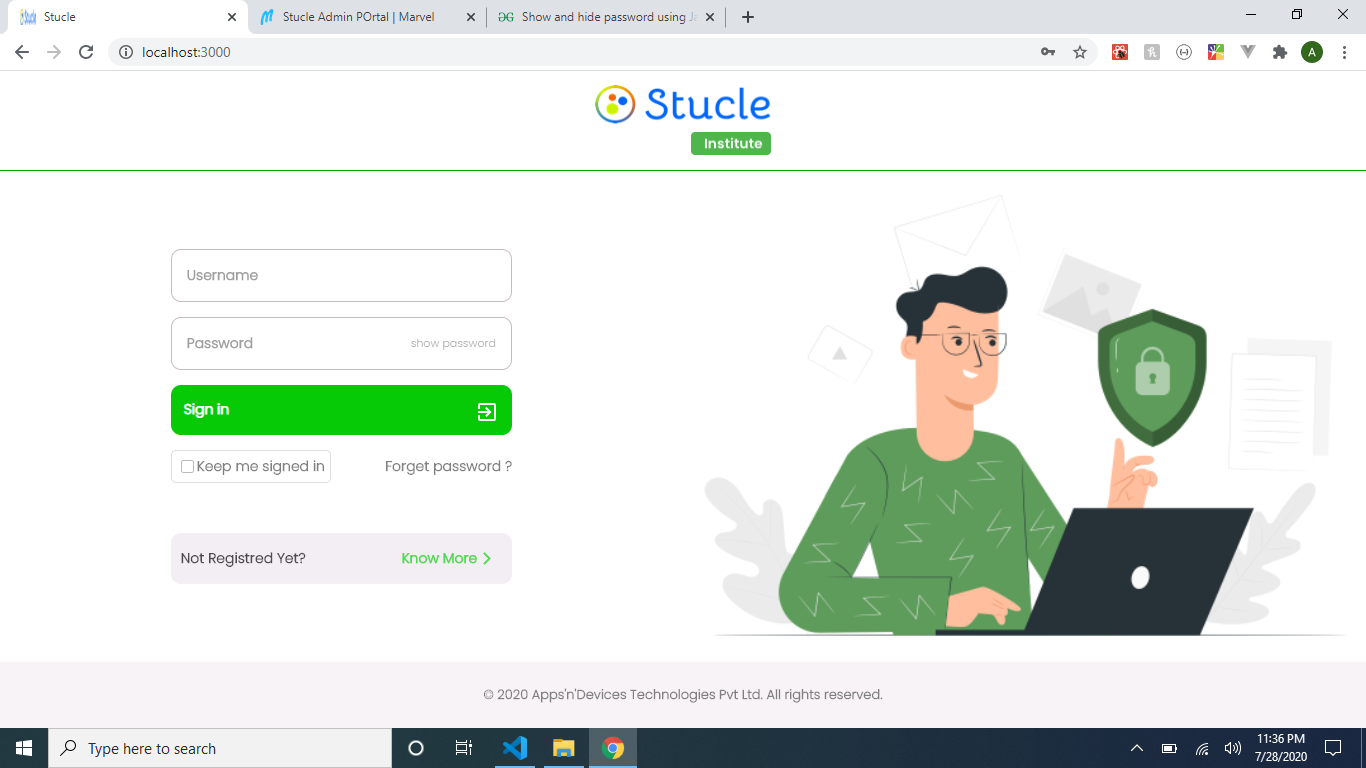 Stucle
Stucle Admin POrtal | Marvel
Show and hide password using Ja
localhost:3000
A
Stucle
Institute
Username
Password
show password
Sign in
Keep me signed in
Forget password ?
Not Registred Yet?
Know More
© 2020 Apps'n'Devices Technologies Pvt Ltd. All rights reserved.
Type here to search
11:36 PM
7/28/2020